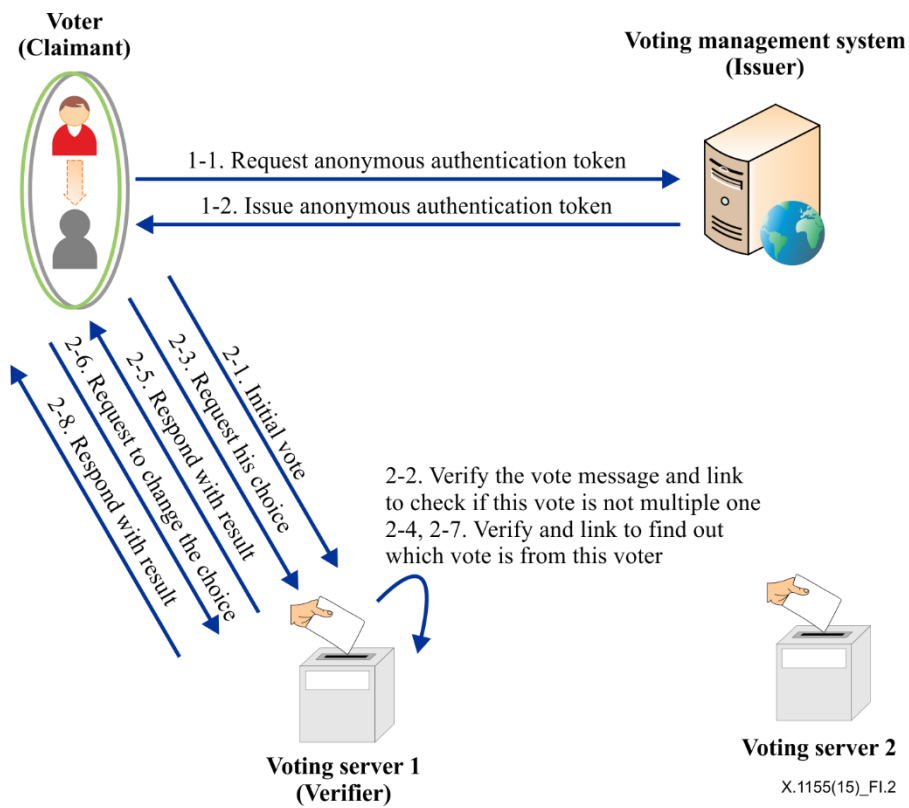 Voter
(Claimant)
Voting management system
(Issuer)
1-1. Request anonymous authentication token
1-2. Issue anonymous authentication token
2-1. Initial vote
2-3. Request his choice
2-5. Respond with result
2-6. Request to change the choice
2-8. Respond with result
2-2. Verify the vote message and link
to check if this vote is not multiple one
2-4, 2-7. Verify and link to find out
which vote is from this voter
Voting server 1
(Verifier)
Voting server 2
X.1155(15)_FI.2